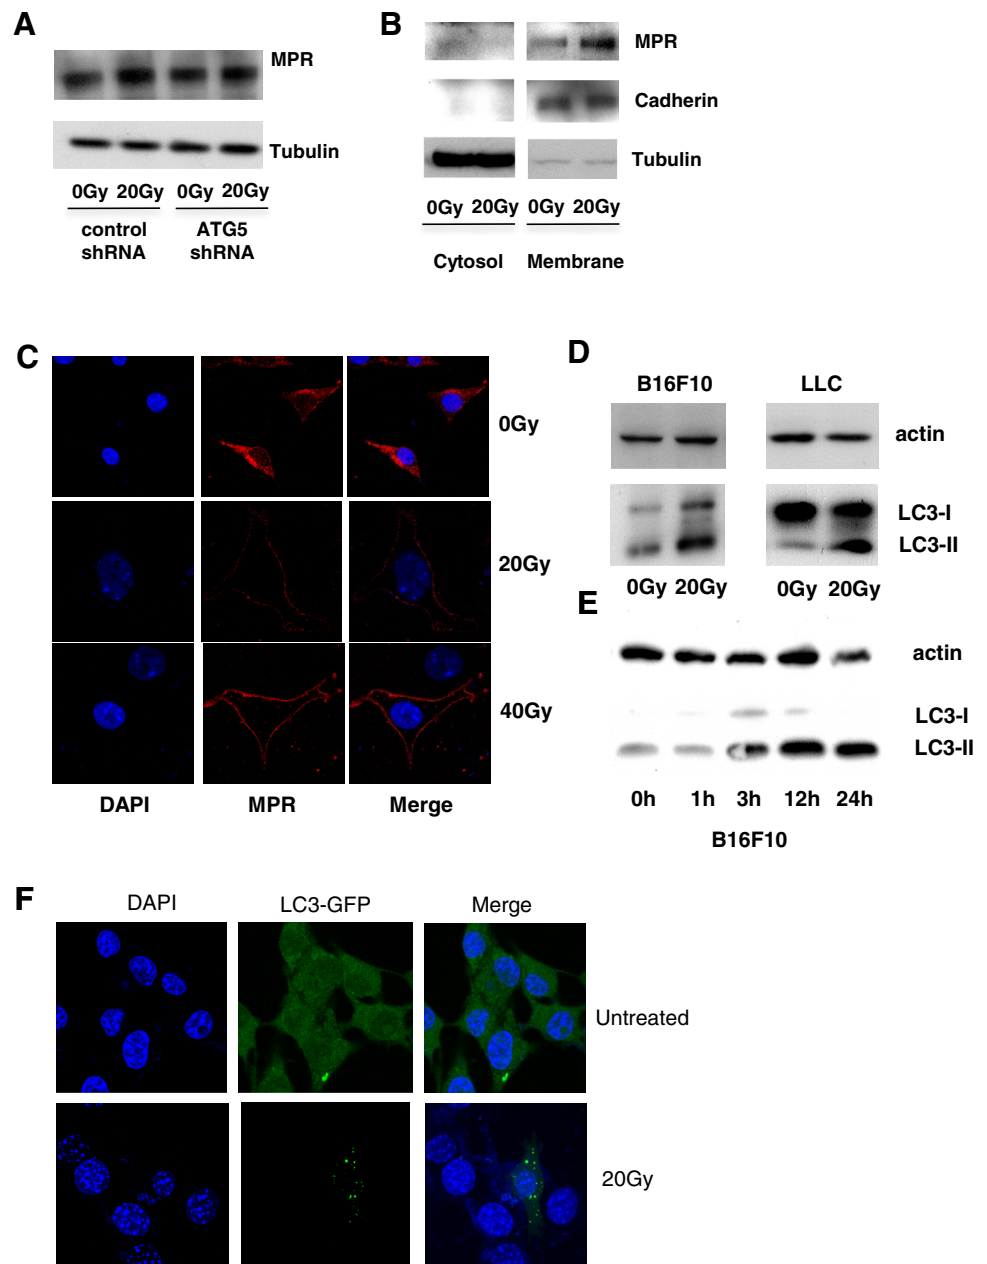 A
MPR
Tubulin
0Gy 20Gy 0Gy 20Gy
control ATG5
shRNA shRNA
B
MPR
Cadherin
Tubulin
0Gy 20Gy 0Gy 20Gy
Cytosol Membrane
C
0Gy
20Gy
40Gy
DAPI MPR Merge
D
B16F10 LLC
actin
LC3-I
LC3-II
0Gy 20Gy 0Gy 20Gy
E
actin
LC3-I
LC3-II
0h 1h 3h 12h 24h
B16F10
F
DAPI LC3-GFP Merge
Untreated
20Gy